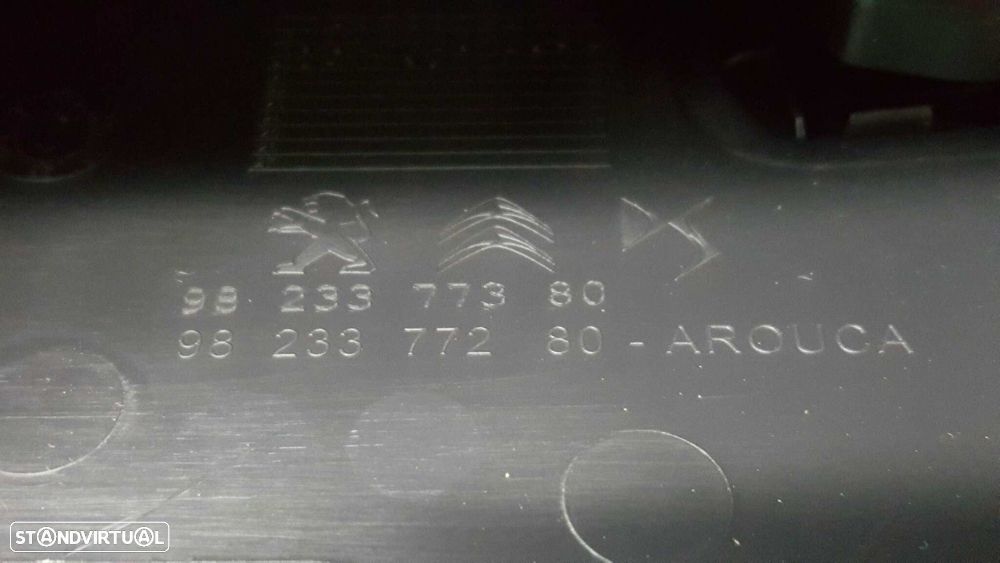 98 233 773 80
98 233 772 80 - AROUCA
STANDVIRTUAL